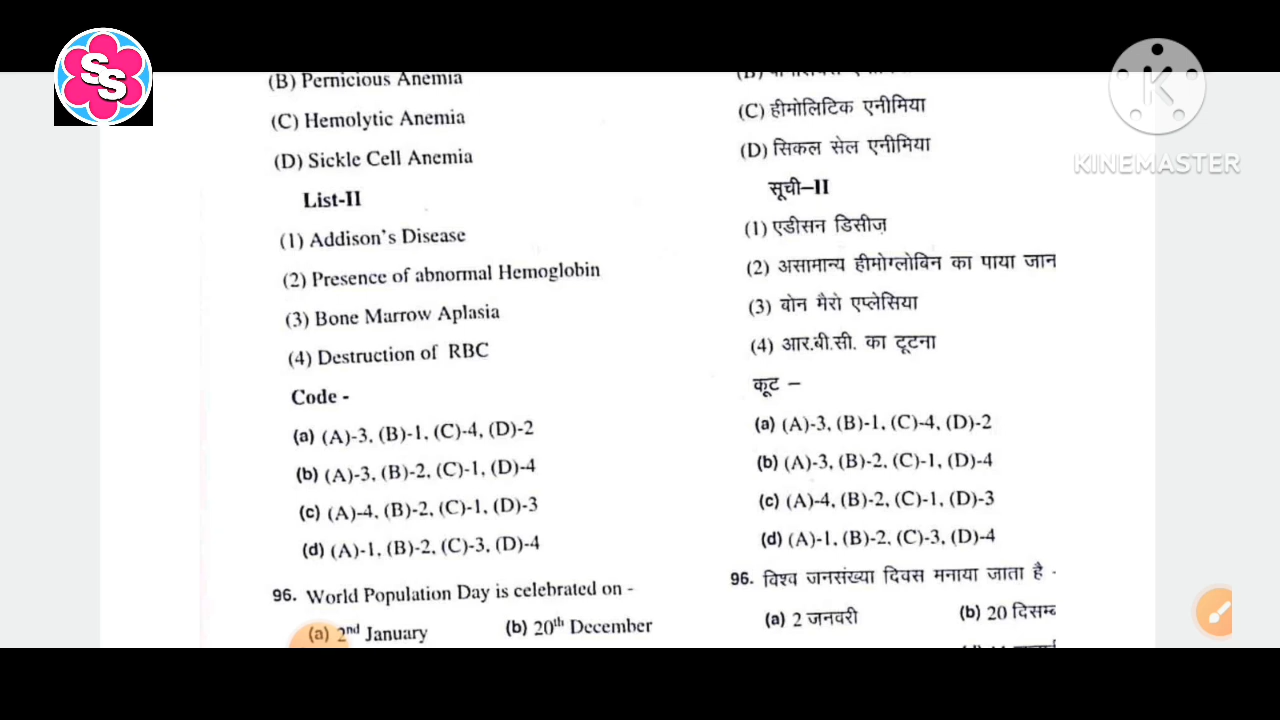 SS
KINEMASTER
(B) Pernicious Anemia
(C) Hemolytic Anemia
(D) Sickle Cell Anemia
List-II
(1) Addison's Disease
(2) Presence of abnormal Hemoglobin
(3) Bone Marrow Aplasia
(4) Destruction of RBC
Code -
(a) (A)-3, (B)-1, (C)-4, (D)-2
(b) (A)-3, (B)-2, (C)-1, (D)-4
(c) (A)-4, (B)-2, (C)-1, (D)-3
(d) (A)-1, (B)-2, (C)-3, (D)-4
96. World Population Day is celebrated on -
(a) 2nd January (b) 20th December
(C) हीमोलिटिक एनीमिया
(D) सिकल सेल एनीमिया
सूची–II
(1) एडीसन डिसीज़
(2) असामान्य हीमोग्लोबिन का पाया जान
(3) बोन मैरो एप्लेसिया
(4) आर.बी.सी. का टूटना
कूट –
(a) (A)-3, (B)-1, (C)-4, (D)-2
(b) (A)-3, (B)-2, (C)-1, (D)-4
(c) (A)-4, (B)-2, (C)-1, (D)-3
(d) (A)-1, (B)-2, (C)-3, (D)-4
96. विश्व जनसंख्या दिवस मनाया जाता है -
(a) 2 जनवरी (b) 20 दिसम्ब